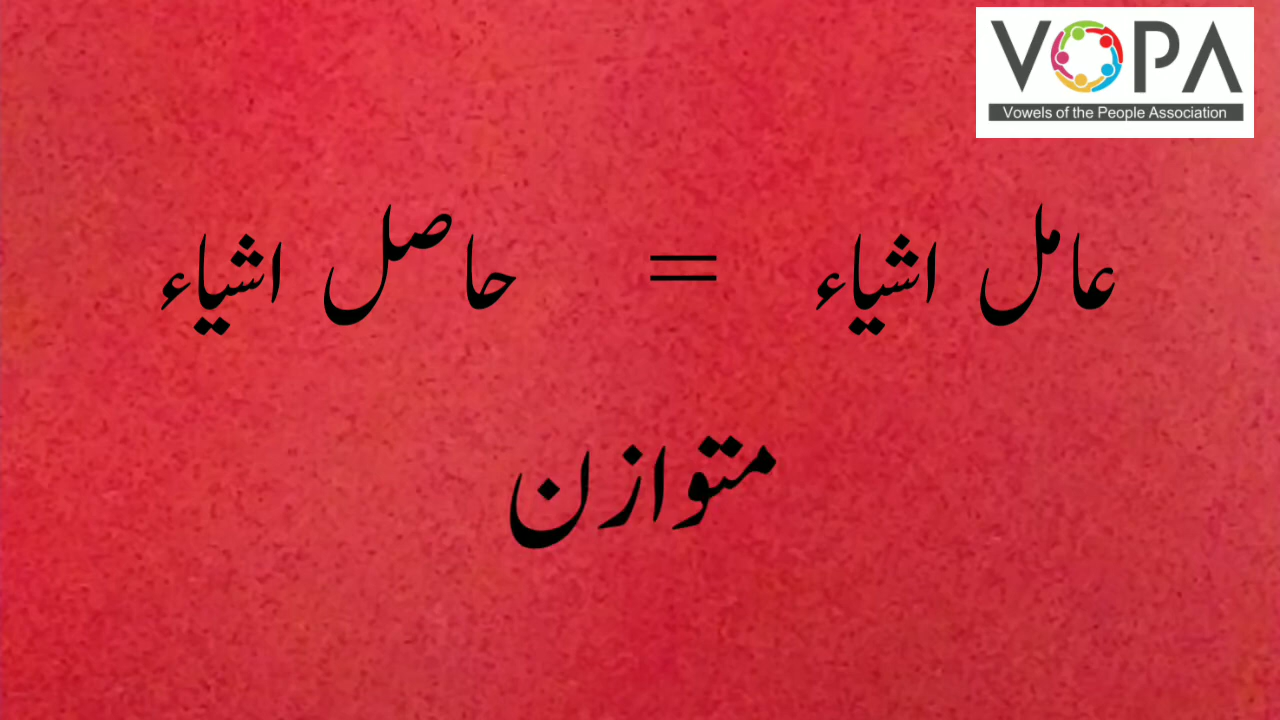 VOPA
Vowels of the People Association
عامل اشیاء = حاصل اشیاء
متوازن